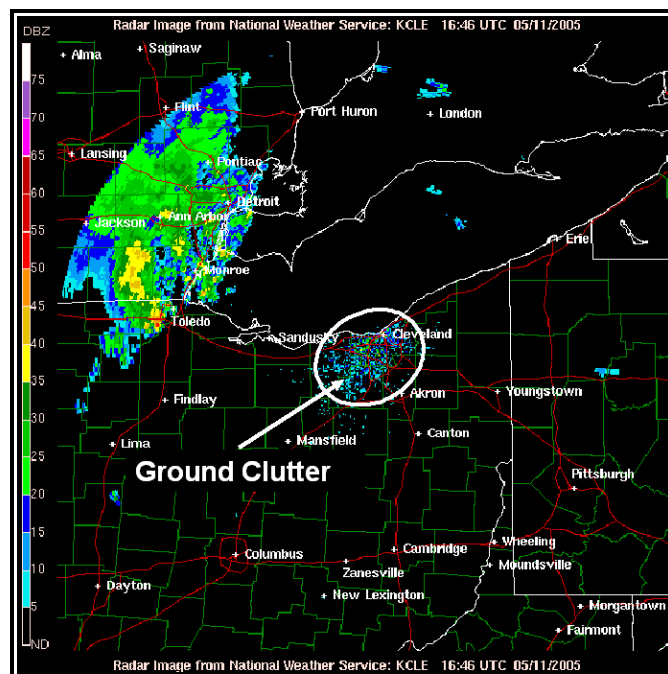 Radar Image from National Weather Service: KCLE 16:46 UTC 05/11/2005
DBZ
75
70
65
60
55
50
45
40
35
30
25
20
15
10
5
ND
Alma
Saginaw
Flint
Port Huron
London
Lansing
Pontiac
Detroit
Ann Arbor
Jackson
Monroe
Erie
Toledo
Sandusky
Cleveland
Findlay
Akron
Youngstown
Lima
Mansfield
Canton
Ground Clutter
Pittsburgh
Columbus
Cambridge
Wheeling
Zanesville
Moundsville
Dayton
New Lexington
Morgantown
Fairmont
Radar Image from National Weather Service: KCLE 16:46 UTC 05/11/2005